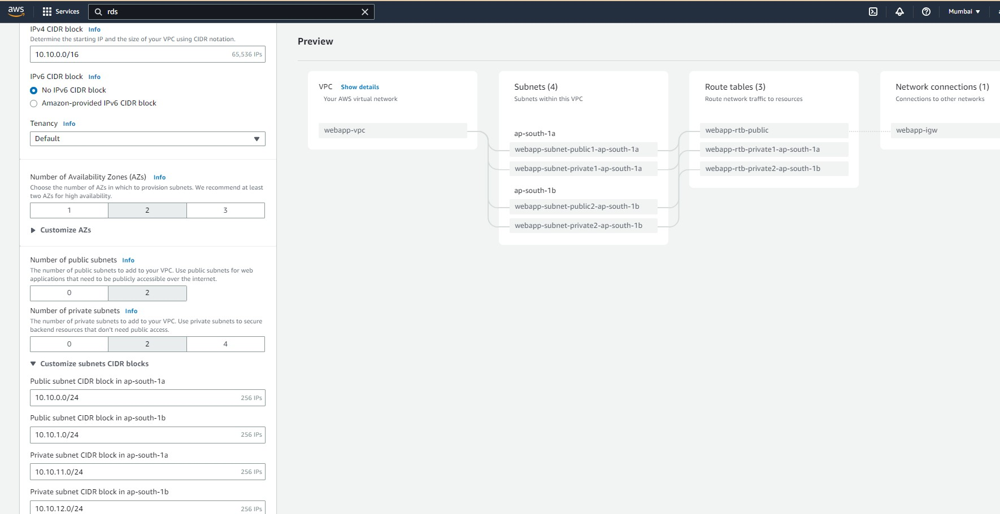 aws
Services
rds
Mumbai ▼
IPv4 CIDR block Info
Determine the starting IP and the size of your VPC using CIDR notation.
10.10.0.0/16 65,536 IPs
IPv6 CIDR block Info
No IPv6 CIDR block
Amazon-provided IPv6 CIDR block
Tenancy Info
Default
Number of Availability Zones (AZs) Info
Choose the number of AZs in which to provision subnets. We recommend at least
two AZs for high availability.
1 2 3
Customize AZs
Number of public subnets Info
The number of public subnets to add to your VPC. Use public subnets for web
applications that need to be publicly accessible over the internet.
0 2
Number of private subnets Info
The number of private subnets to add to your VPC. Use private subnets to secure
backend resources that don't need public access.
0 2 4
Customize subnets CIDR blocks
Public subnet CIDR block in ap-south-1a
10.10.0.0/24 256 IPs
Public subnet CIDR block in ap-south-1b
10.10.1.0/24 256 IPs
Private subnet CIDR block in ap-south-1a
10.10.11.0/24 256 IPs
Private subnet CIDR block in ap-south-1b
10.10.12.0/24 256 IPs
Preview
VPC Show details
Your AWS virtual network
webapp-vpc
Subnets (4)
Subnets within this VPC
ap-south-1a
webapp-subnet-public1-ap-south-1a
webapp-subnet-private1-ap-south-1a
ap-south-1b
webapp-subnet-public2-ap-south-1b
webapp-subnet-private2-ap-south-1b
Route tables (3)
Route network traffic to resources
webapp-rtb-public
webapp-rtb-private1-ap-south-1a
webapp-rtb-private2-ap-south-1b
Network connections (1)
Connections to other networks
webapp-igw